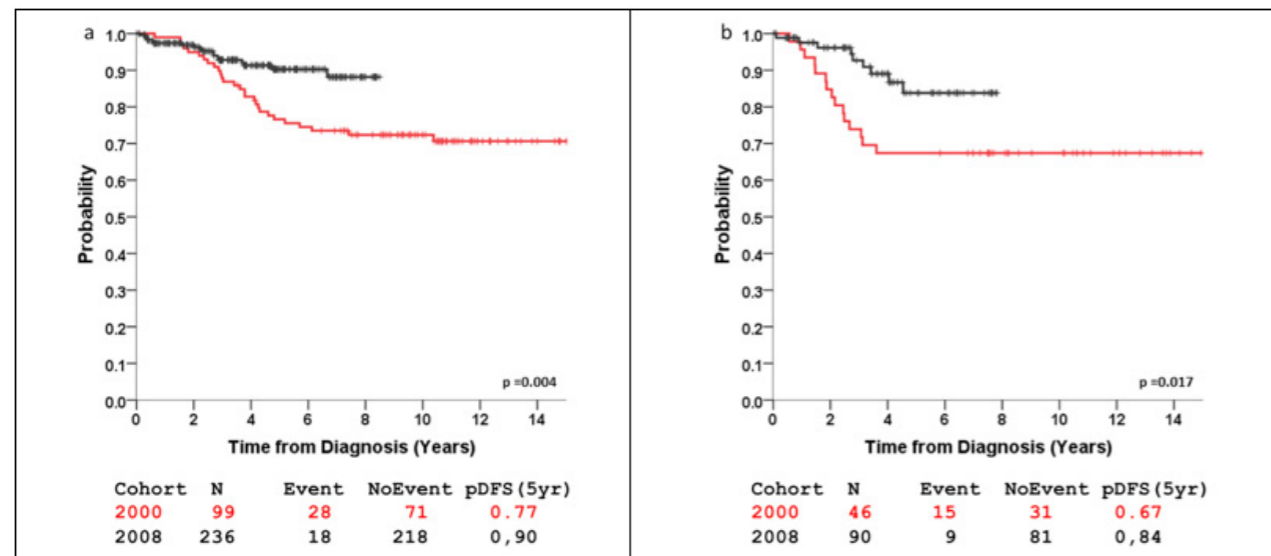 a
1.0
0.9
0.8
0.7
0.6
0.5
0.4
0.3
0.2
0.1
0.0
Probability
p =0.004
0 2 4 6 8 10 12 14
Time from Diagnosis (Years)
Cohort N Event NoEvent pDFS(5yr)
2000 99 28 71 0.77
2008 236 18 218 0,90
b
1.0
0.9
0.8
0.7
0.6
0.5
0.4
0.3
0.2
0.1
0.0
Probability
p =0.017
0 2 4 6 8 10 12 14
Time from Diagnosis (Years)
Cohort N Event NoEvent pDFS(5yr)
2000 46 15 31 0.67
2008 90 9 81 0,84